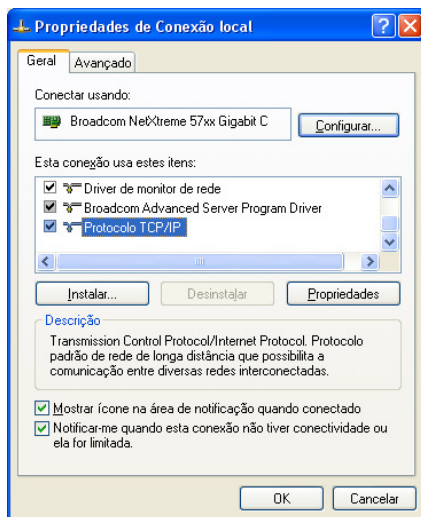 Propriedades de Conexão local
Geral
Avançado
Conectar usando:
Broadcom NetXtreme 57xx Gigabit C
Configurar...
Esta conexão usa estes itens:
Driver de monitor de rede
Broadcom Advanced Server Program Driver
Protocolo TCP/IP
Instalar...
Desinstalar
Propriedades
Descrição
Transmission Control Protocol/Internet Protocol. Protocolo
padrão de rede de longa distância que possibilita a
comunicação entre diversas redes interconectadas.
Mostrar ícone na área de notificação quando conectado
Notificar-me quando esta conexão não tiver conectividade ou
ela for limitada.
OK
Cancelar